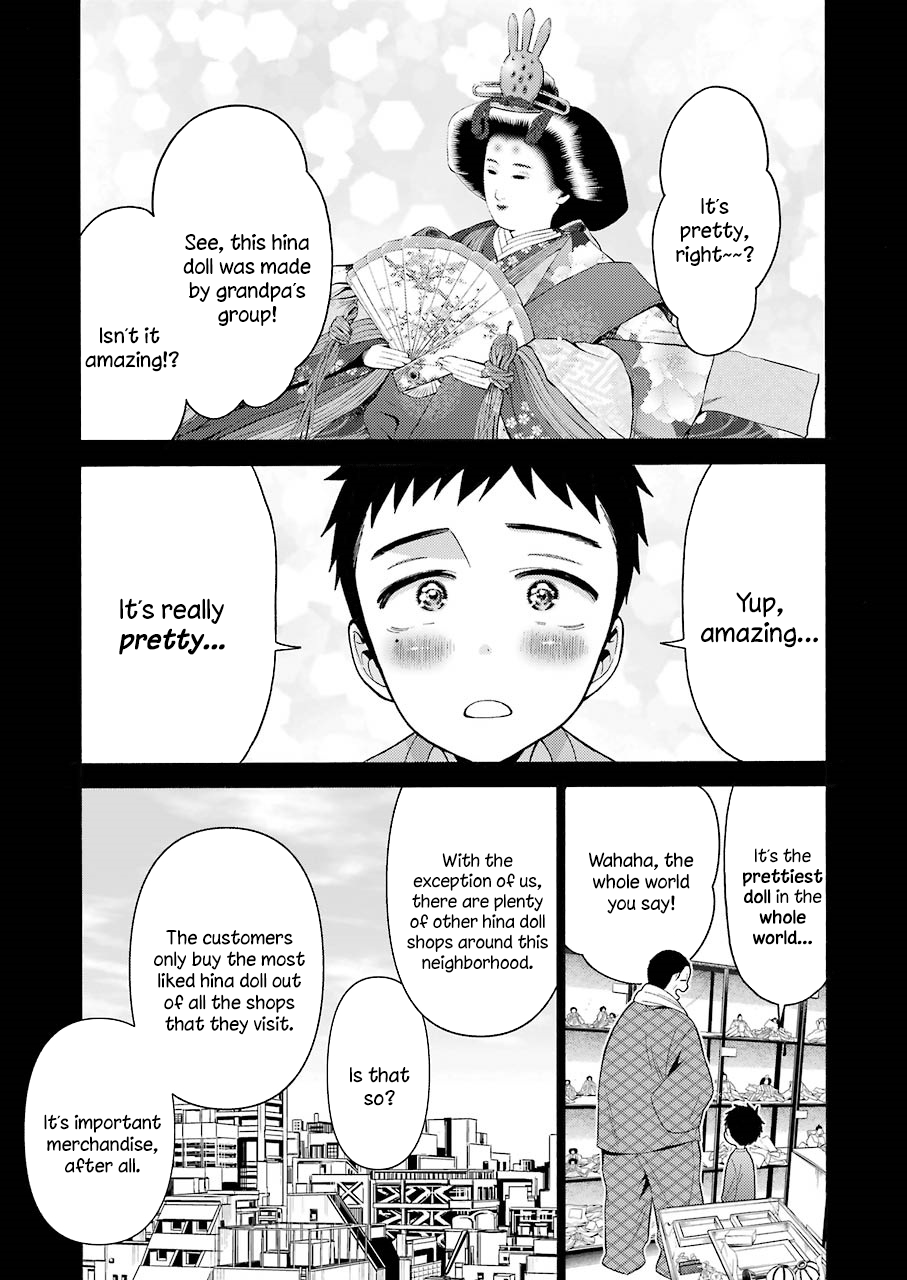 It's
pretty,
right~~?
See, this hina
doll was made
by grandpa's
group!
Isn't it
amazing!?
Yup,
amazing...
It's really
pretty...
It's the
prettiest
doll in the
whole
world...
Wahaha, the
whole world
you say!
With the
exception of us,
there are plenty
of other hina doll
shops around this
neighborhood.
Is that
so?
The customers
only buy the most
liked hina doll out
of all the shops
that they visit.
It's important
merchandise,
after all.